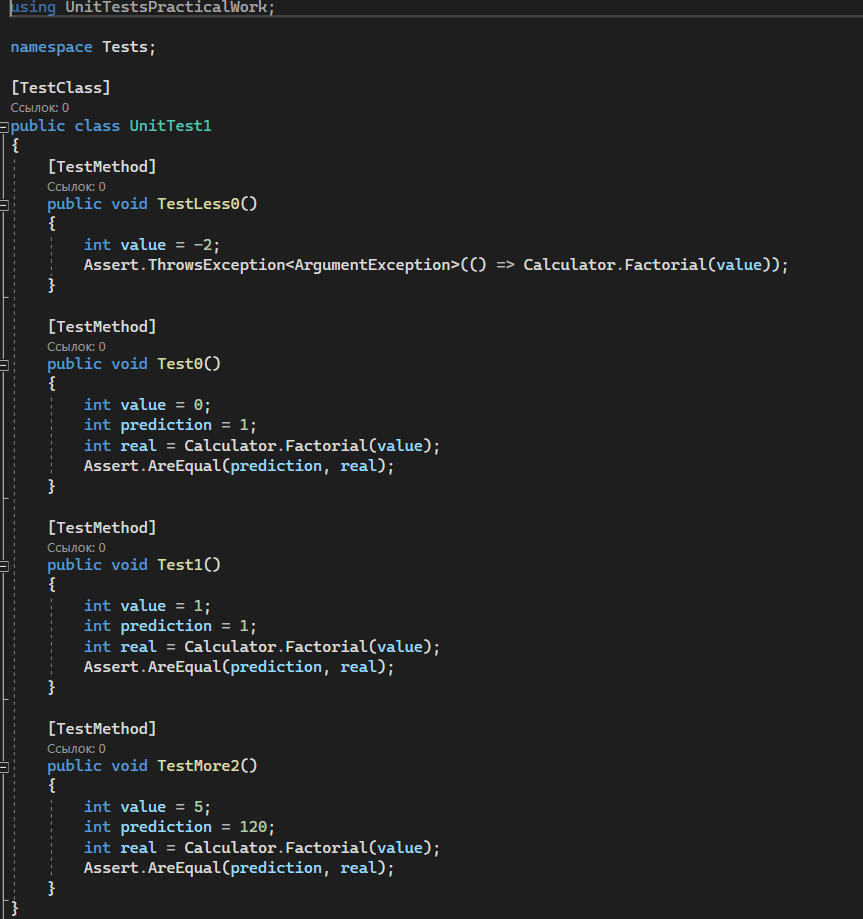 using UnitTestsPracticalWork;
namespace Tests;
[TestClass]
Ссылок: 0
public class UnitTest1
{
[TestMethod]
Ссылок: 0
public void TestLess0()
{
int value = -2;
Assert.ThrowsException<ArgumentException>(() => Calculator.Factorial(value));
}
[TestMethod]
Ссылок: 0
public void Test0()
{
int value = 0;
int prediction = 1;
int real = Calculator.Factorial(value);
Assert.AreEqual(prediction, real);
}
[TestMethod]
Ссылок: 0
public void Test1()
{
int value = 1;
int prediction = 1;
int real = Calculator.Factorial(value);
Assert.AreEqual(prediction, real);
}
[TestMethod]
Ссылок: 0
public void TestMore2()
{
int value = 5;
int prediction = 120;
int real = Calculator.Factorial(value);
Assert.AreEqual(prediction, real);
}
}